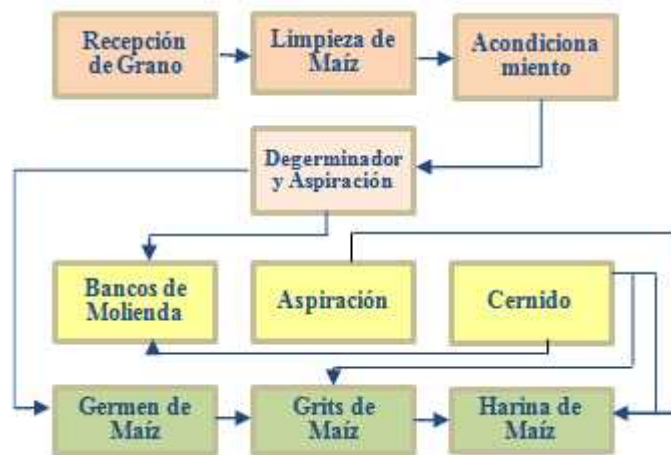 Recepción
de Grano
Limpieza de
Maíz
Acondiciona
miento
Degerminador
y Aspiración
Bancos de
Molienda
Aspiración
Cernido
Germen de
Maíz
Grits de
Maíz
Harina de
Maíz